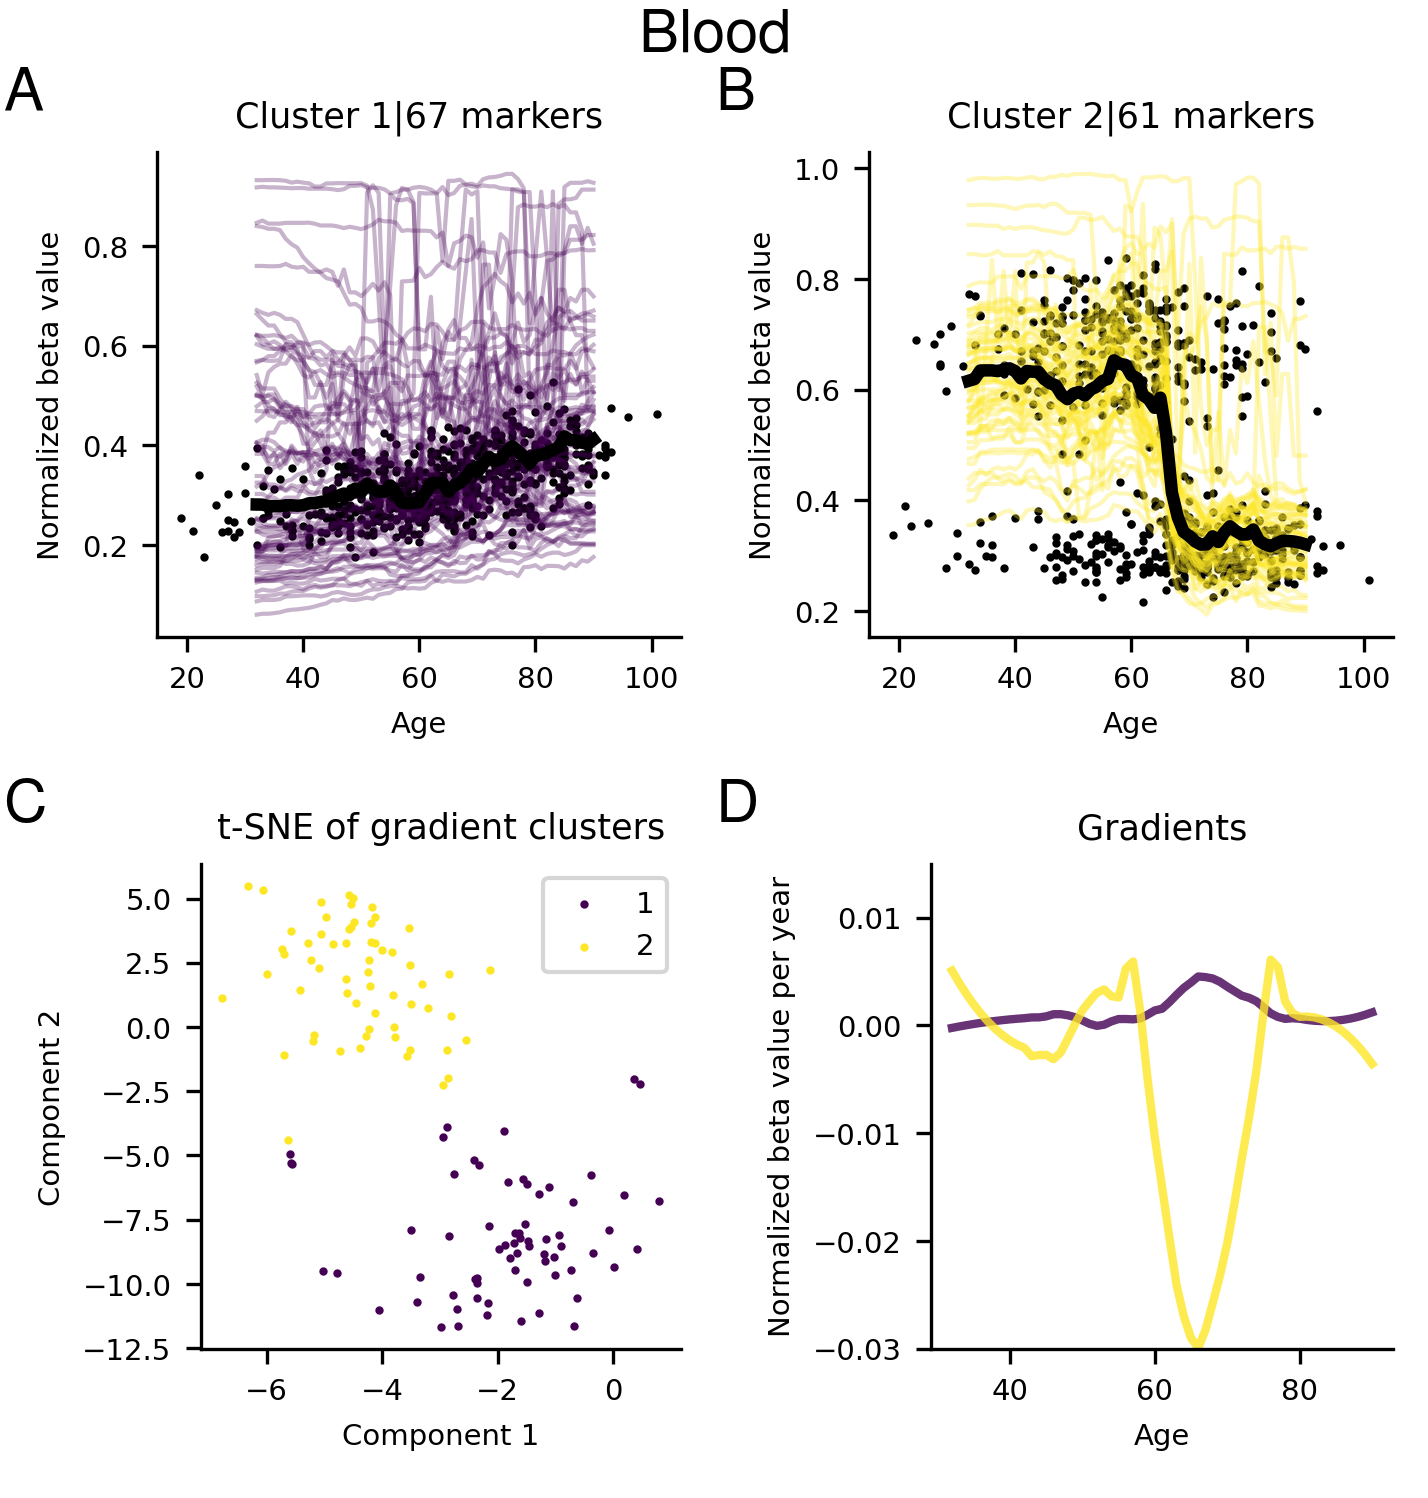 Blood
A
Cluster 1|67 markers
Normalized beta value
0.8
0.6
0.4
0.2
20 40 60 80 100
Age
B
Cluster 2|61 markers
Normalized beta value
1.0
0.8
0.6
0.4
0.2
20 40 60 80 100
Age
C
t-SNE of gradient clusters
1
2
Component 2
5.0
2.5
0.0
−2.5
−5.0
−7.5
−10.0
−12.5
−6 −4 −2 0
Component 1
D
Gradients
Normalized beta value per year
0.01
0.00
−0.01
−0.02
−0.03
40 60 80
Age